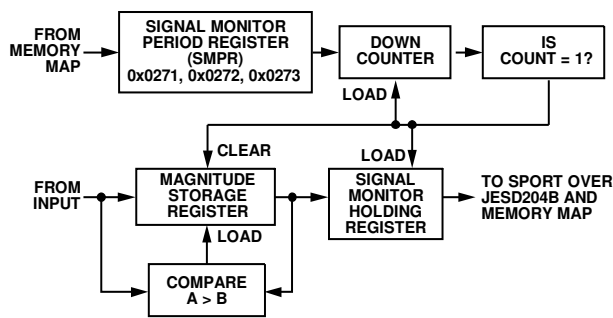 FROM
MEMORY
MAP
SIGNAL MONITOR
PERIOD REGISTER
(SMPR)
0x0271, 0x0272, 0x0273
DOWN
COUNTER
IS
COUNT = 1?
LOAD
CLEAR
LOAD
FROM
INPUT
MAGNITUDE
STORAGE
REGISTER
SIGNAL
MONITOR
HOLDING
REGISTER
TO SPORT OVER
JESD204B AND
MEMORY MAP
LOAD
COMPARE
A > B